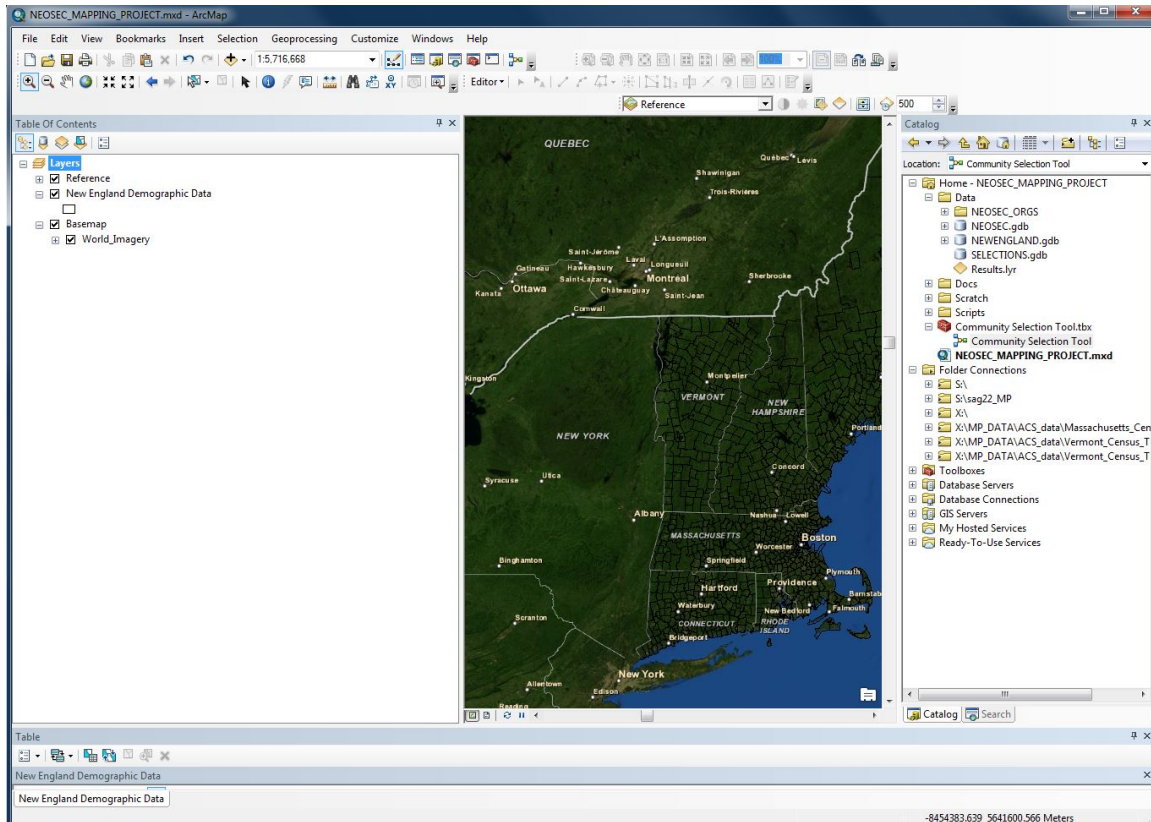 NEOSEC_MAPPING_PROJECT.mxd - ArcMap
File Edit View Bookmarks Insert Selection Geoprocessing Customize Windows Help
1:5,716,668
Editor
Reference
500
Table Of Contents
Layers
Reference
New England Demographic Data
Basemap
World_Imagery
QUEBEC
Québec
Levis
Shawinigan
Trois-Rivières
L'Assomption
Saint-Jérôme
Laval
Longueuil
Gatineau
Hawkesbury
Montreal
Sherbrooke
Saint-Lazare
Kanata
Ottawa
Châteauguay
Saint-Jean
Cornwall
Kingston
Montpelier
VERMONT
NEW HAMPSHIRE
Portland
NEW YORK
Concord
Utica
Syracuse
Albany
Nashua
Lowell
MASSACHUSETTS
Boston
Worcester
Binghamton
Springfield
Plymouth
Hartford
Providence
Barnstab
Waterbury
New Bedford
Falmouth
Scranton
CONNECTICUT
RHODE ISLAND
Bridgeport
New York
Allentown
Edison
Reading
Catalog
Location: Community Selection Tool
Home - NEOSEC_MAPPING_PROJECT
Data
NEOSEC_ORGS
NEOSEC.gdb
NEWENGLAND.gdb
SELECTIONS.gdb
Results.lyr
Docs
Scratch
Scripts
Community Selection Tool.tbx
Community Selection Tool
NEOSEC_MAPPING_PROJECT.mxd
Folder Connections
S:\
S:\sag22_MP
X:\
X:\MP_DATA\ACS_data\Massachusetts_Cen
X:\MP_DATA\ACS_data\Vermont_Census_T
X:\MP_DATA\ACS_data\Vermont_Census_T
Toolboxes
Database Servers
Database Connections
GIS Servers
My Hosted Services
Ready-To-Use Services
Catalog Search
Table
New England Demographic Data
New England Demographic Data
-8454383.639 5641600.566 Meters